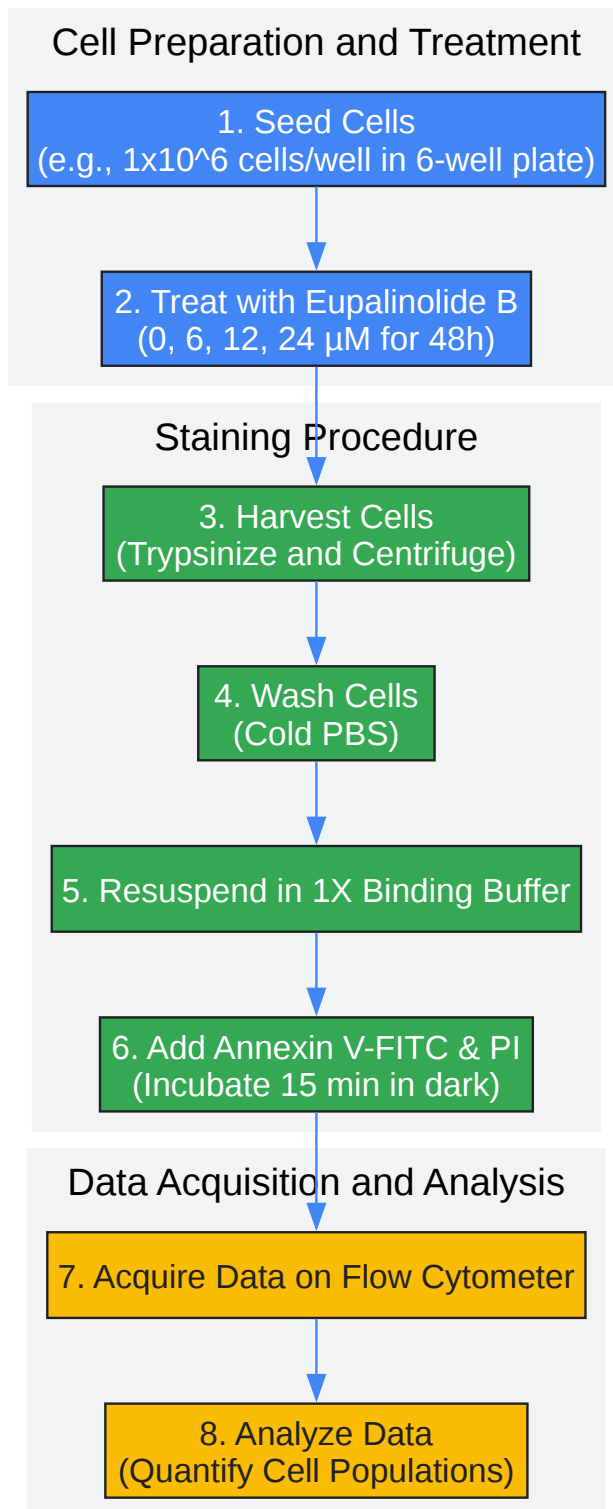 Cell Preparation and Treatment
1. Seed Cells
(e.g., 1x10^6 cells/well in 6-well plate)
2. Treat with Eupalinolide B
(0, 6, 12, 24 µM for 48h)
Staining Procedure
3. Harvest Cells
(Trypsinize and Centrifuge)
4. Wash Cells
(Cold PBS)
5. Resuspend in 1X Binding Buffer
6. Add Annexin V-FITC & PI
(Incubate 15 min in dark)
Data Acquisition and Analysis
7. Acquire Data on Flow Cytometer
8. Analyze Data
(Quantify Cell Populations)